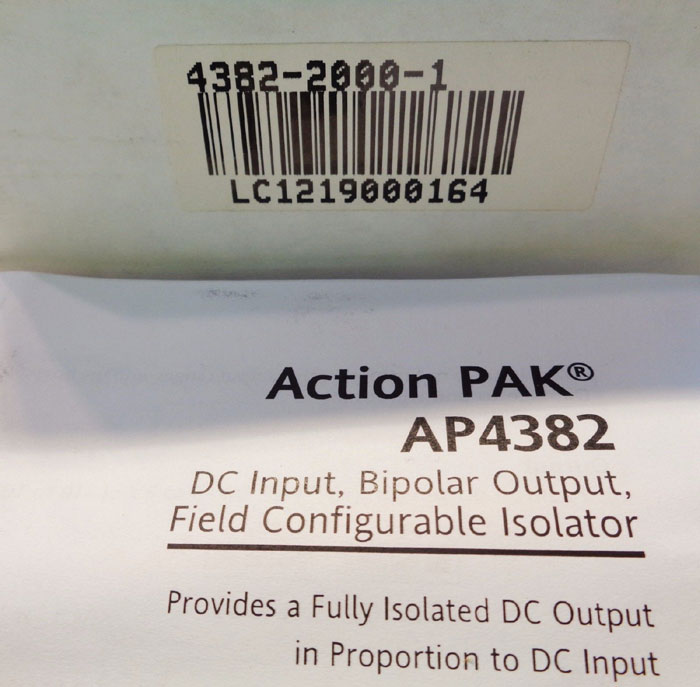 4382-2000-1
LC1219000164
Action PAK®
AP4382
DC Input, Bipolar Output,
Field Configurable Isolator
Provides a Fully Isolated DC Output
in Proportion to DC Input